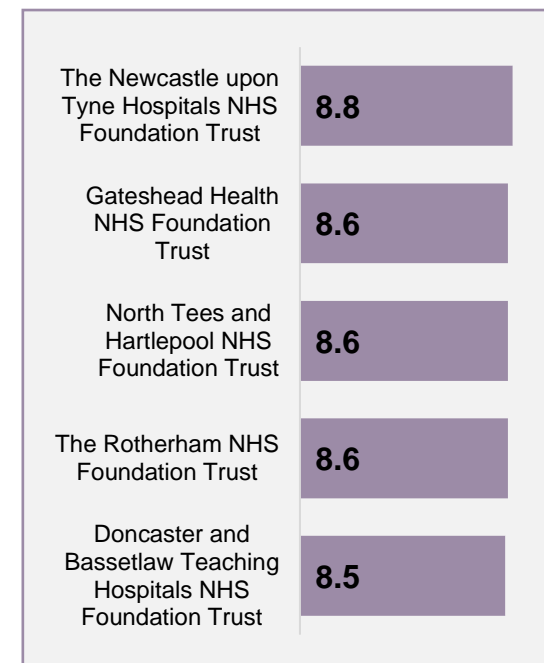 The Newcastle upon
Tyne Hospitals NHS
Foundation Trust
8.8
Gateshead Health
NHS Foundation
Trust
8.6
North Tees and
Hartlepool NHS
Foundation Trust
8.6
The Rotherham NHS
Foundation Trust
8.6
Doncaster and
Bassetlaw Teaching
Hospitals NHS
Foundation Trust
8.5